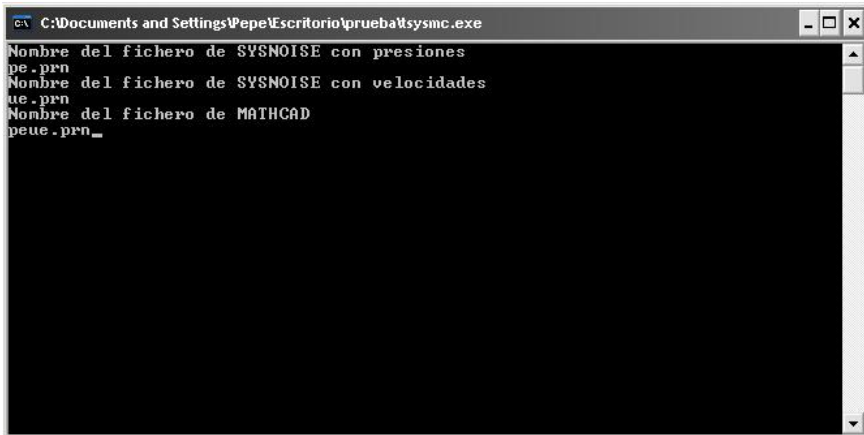 C:\Documents and Settings\Pepe\Escritorio\prueba\tsysmc.exe
Nombre del fichero de SYSNOISE con presiones
pe.prn
Nombre del fichero de SYSNOISE con velocidades
ue.prn
Nombre del fichero de MATHCAD
peue.prn_